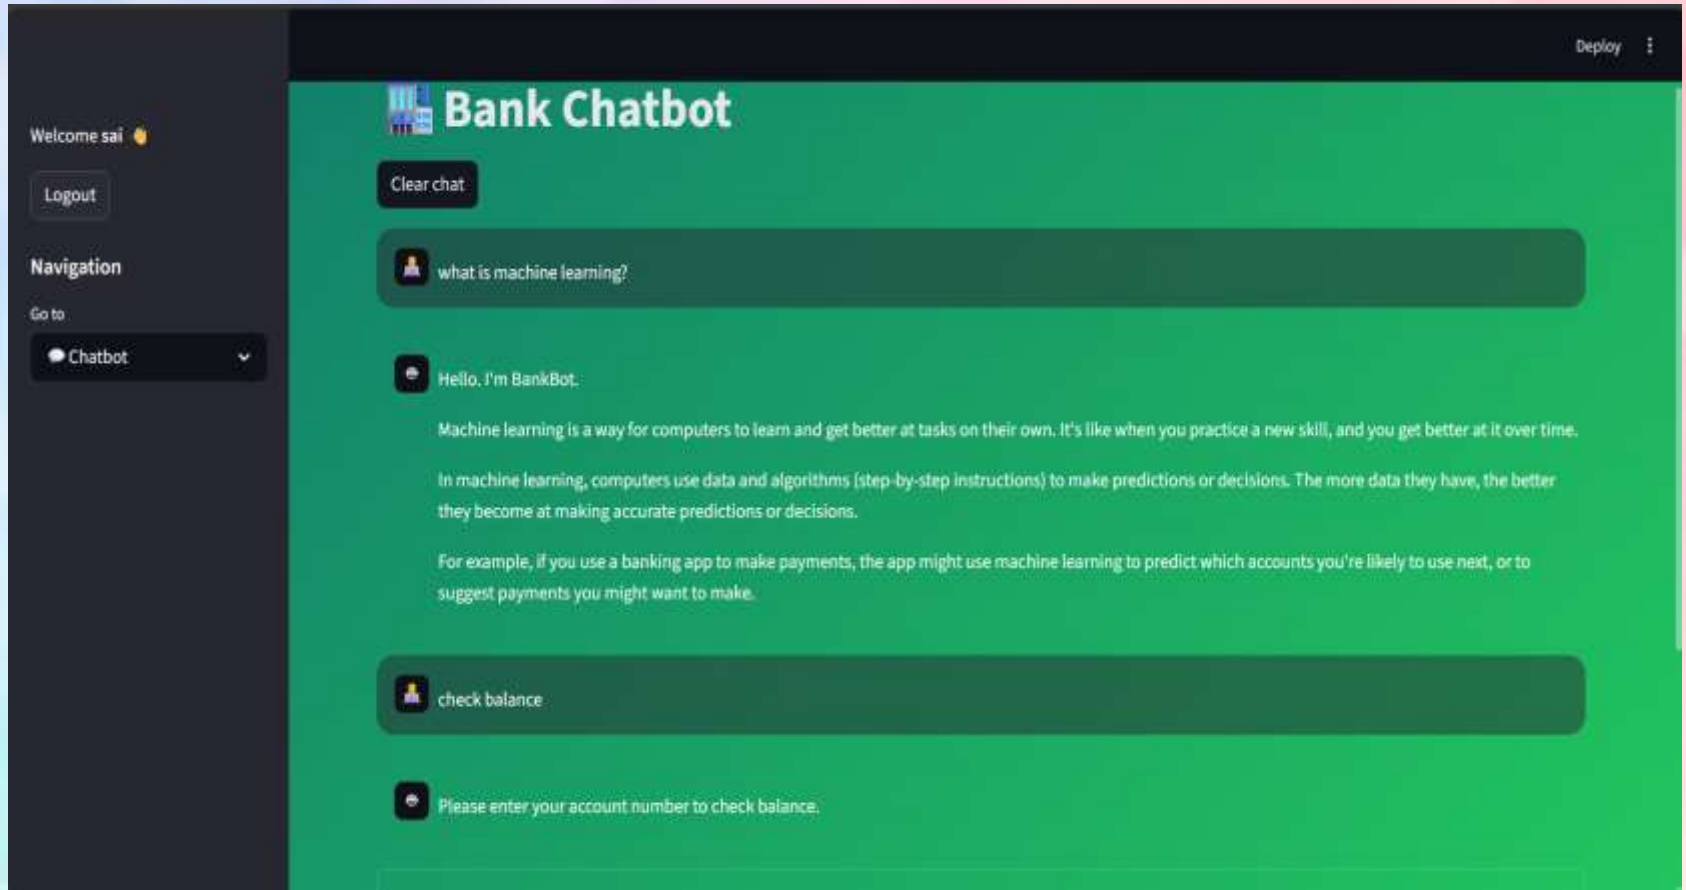 Deploy
Welcome sai
Logout
Navigation
Go to
Chatbot
Bank Chatbot
Clear chat
what is machine learning?
Hello. I'm BankBot.
Machine learning is a way for computers to learn and get better at tasks on their own. It's like when you practice a new skill, and you get better at it over time.
In machine learning, computers use data and algorithms (step-by-step instructions) to make predictions or decisions. The more data they have, the better
they become at making accurate predictions or decisions.
For example, if you use a banking app to make payments, the app might use machine learning to predict which accounts you're likely to use next, or to
suggest payments you might want to make.
check balance
Please enter your account number to check balance.